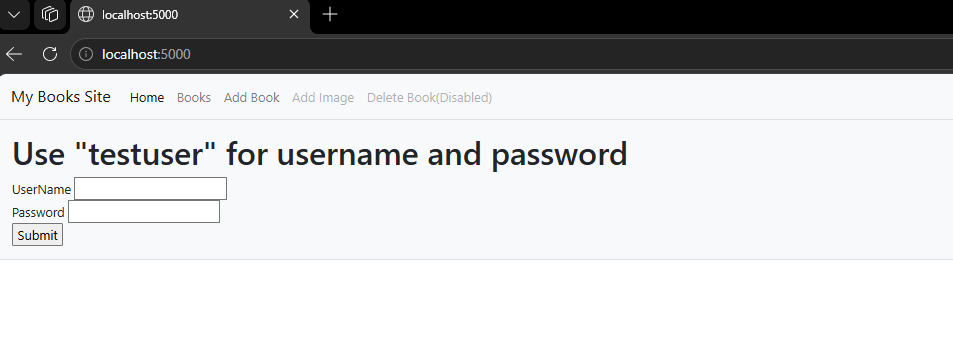 localhost:5000
localhost:5000
My Books Site Home Books Add Book Add Image Delete Book(Disabled)
Use "testuser" for username and password
UserName
Password
Submit